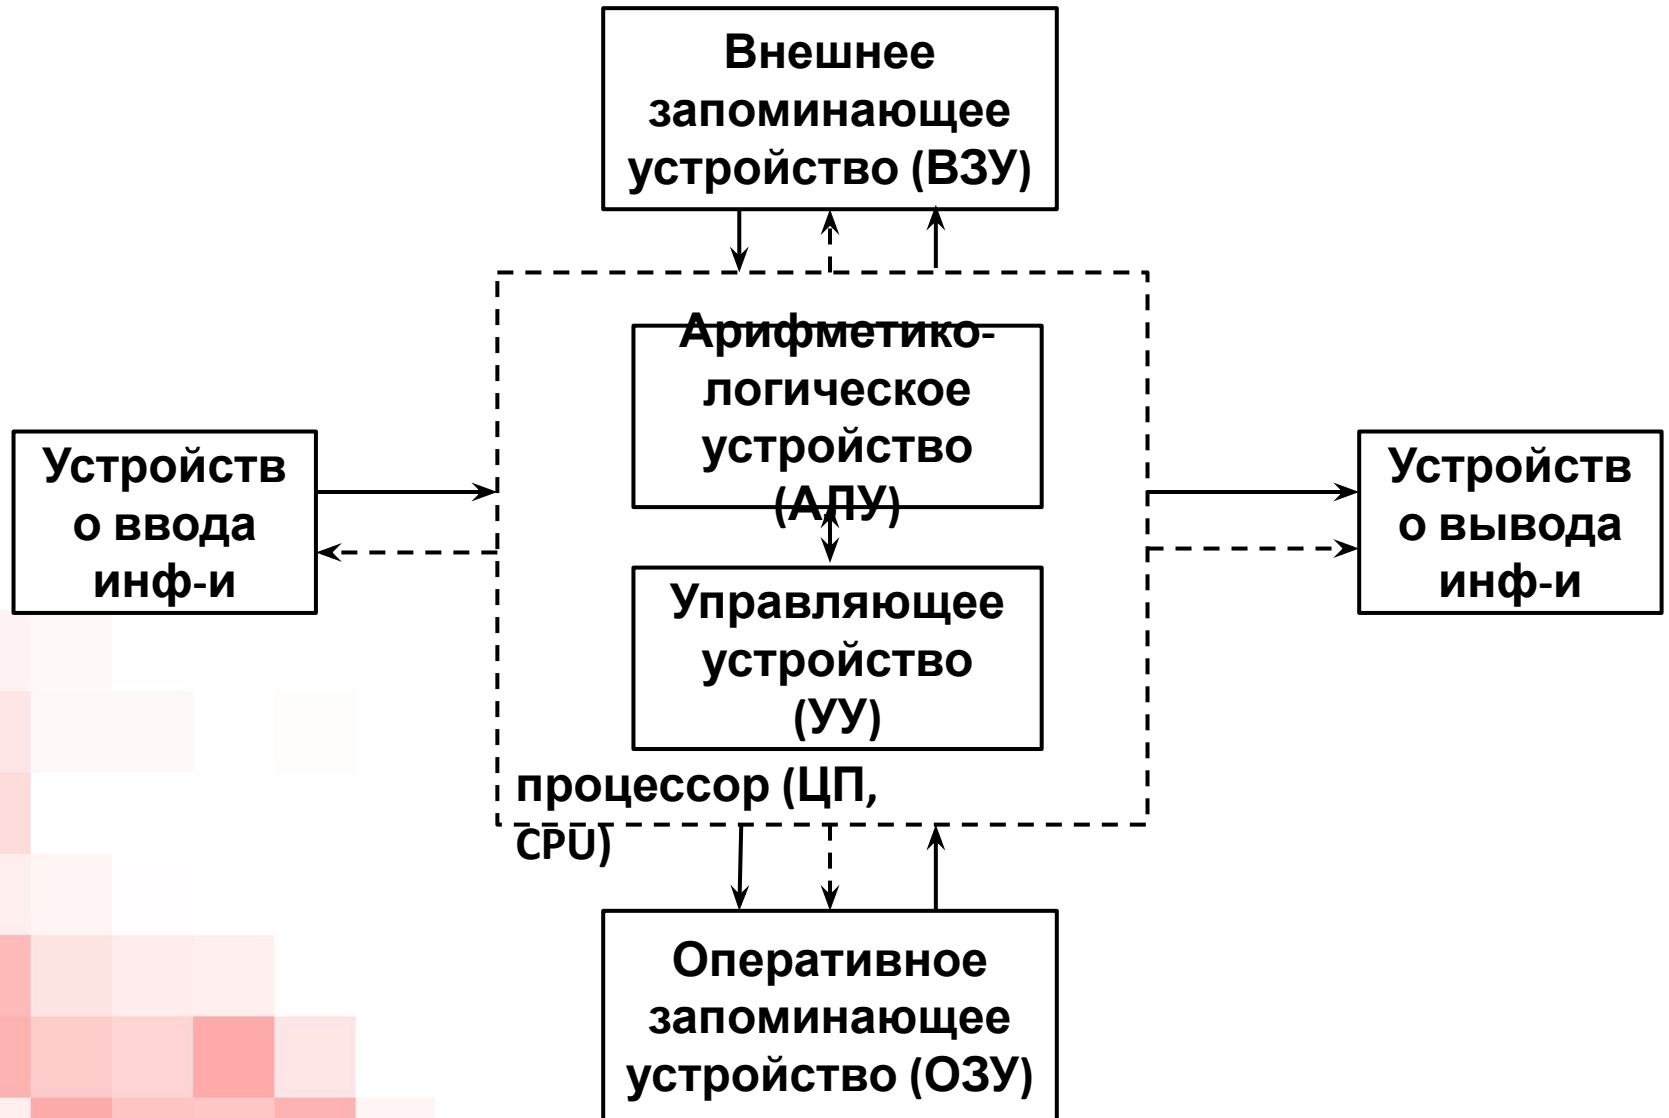 Внешнее
запоминающее
устройство (ВЗУ)
Арифметико-
логическое
устройство
(АЛУ)
Устройств
о ввода
инф-и
Устройств
о вывода
инф-и
Управляющее
устройство
(УУ)
процессор (ЦП,
CPU)
Оперативное
запоминающее
устройство (ОЗУ)